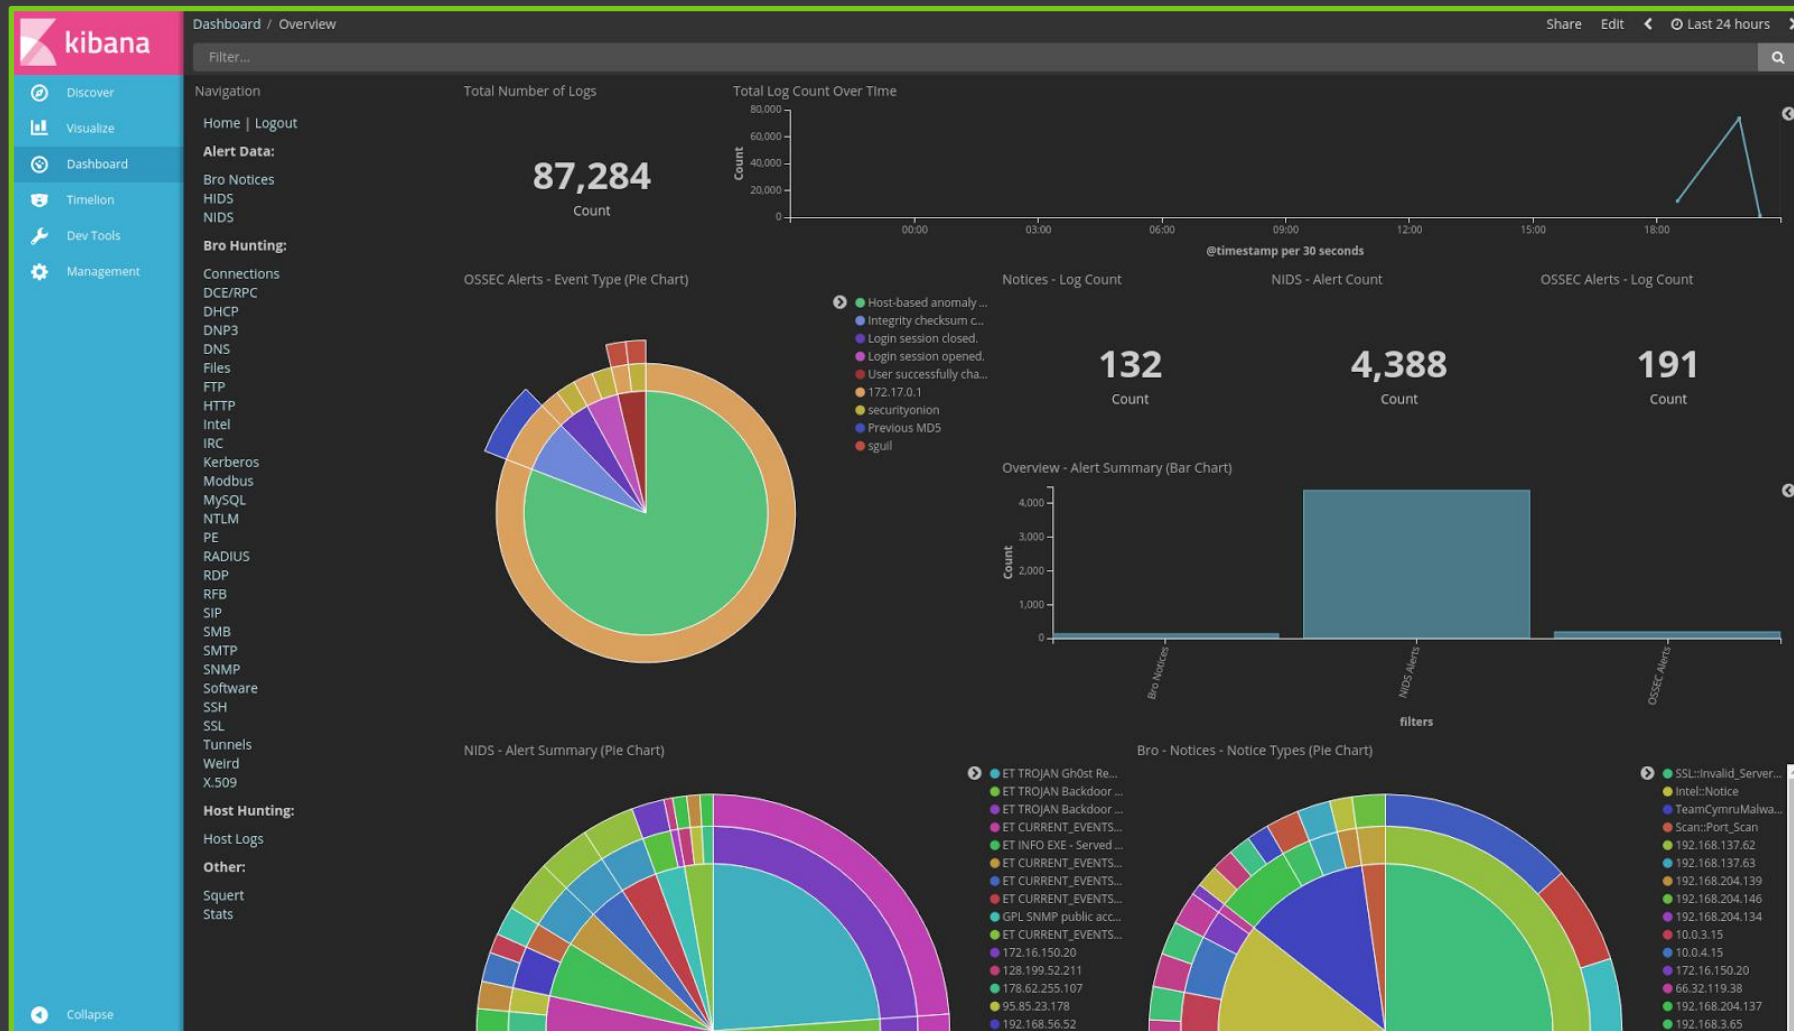 kibana
Discover
Visualize
Dashboard
Timelion
Dev Tools
Management
Collapse
Dashboard / Overview
Share Edit Last 24 hours
Filter...
Navigation
Home | Logout
Alert Data:
Bro Notices
HIDS
NIDS
Bro Hunting:
Connections
DCE/RPC
DHCP
DNP3
DNS
Files
FTP
HTTP
Intel
IRC
Kerberos
Modbus
MySQL
NTLM
PE
RADIUS
RDP
RFB
SIP
SMB
SMTP
SNMP
Software
SSH
SSL
Tunnels
Weird
X.509
Host Hunting:
Host Logs
Other:
Squert
Stats
Total Number of Logs
87,284
Count
Total Log Count Over TIme
80,000
60,000
40,000
20,000
0
Count
00:00 03:00 06:00 09:00 12:00 15:00 18:00
@timestamp per 30 seconds
OSSEC Alerts - Event Type (Pie Chart)
Host-based anomaly ...
Integrity checksum c...
Login session closed.
Login session opened.
User successfully cha...
172.17.0.1
securityonion
Previous MD5
sguil
Notices - Log Count
132
Count
NIDS - Alert Count
4,388
Count
OSSEC Alerts - Log Count
191
Count
Overview - Alert Summary (Bar Chart)
4,000
3,000
2,000
1,000
0
Count
Bro Notices
NIDS Alerts
OSSEC Alerts
filters
NIDS - Alert Summary (Pie Chart)
ET TROJAN Gh0st Re...
ET TROJAN Backdoor ...
ET TROJAN Backdoor ...
ET CURRENT_EVENTS...
ET INFO EXE - Served ...
ET CURRENT_EVENTS...
ET CURRENT_EVENTS...
ET CURRENT_EVENTS...
GPL SNMP public acc...
ET CURRENT_EVENTS...
172.16.150.20
128.199.52.211
178.62.255.107
95.85.23.178
192.168.56.52
Bro - Notices - Notice Types (Pie Chart)
SSL::Invalid_Server...
Intel::Notice
TeamCymruMalwa...
Scan::Port_Scan
192.168.137.62
192.168.137.63
192.168.204.139
192.168.204.146
192.168.204.134
10.0.3.15
10.0.4.15
172.16.150.20
66.32.119.38
192.168.204.137
192.168.3.65